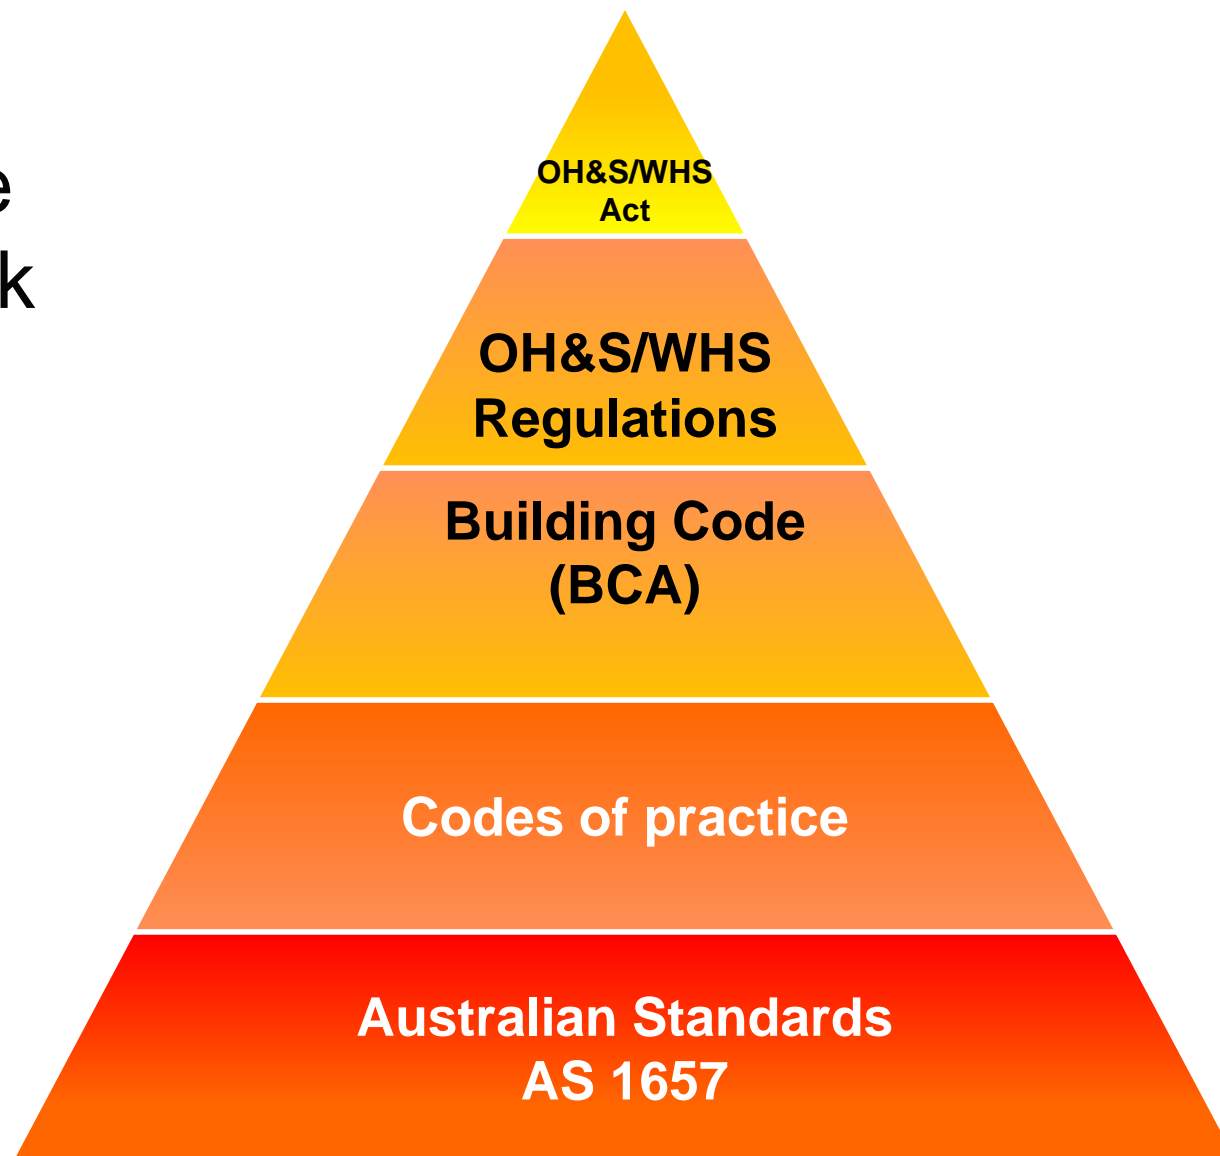 e
k
OH&S/WHS
Act
OH&S/WHS
Regulations
Building Code
(BCA)
Codes of practice
Australian Standards
AS 1657